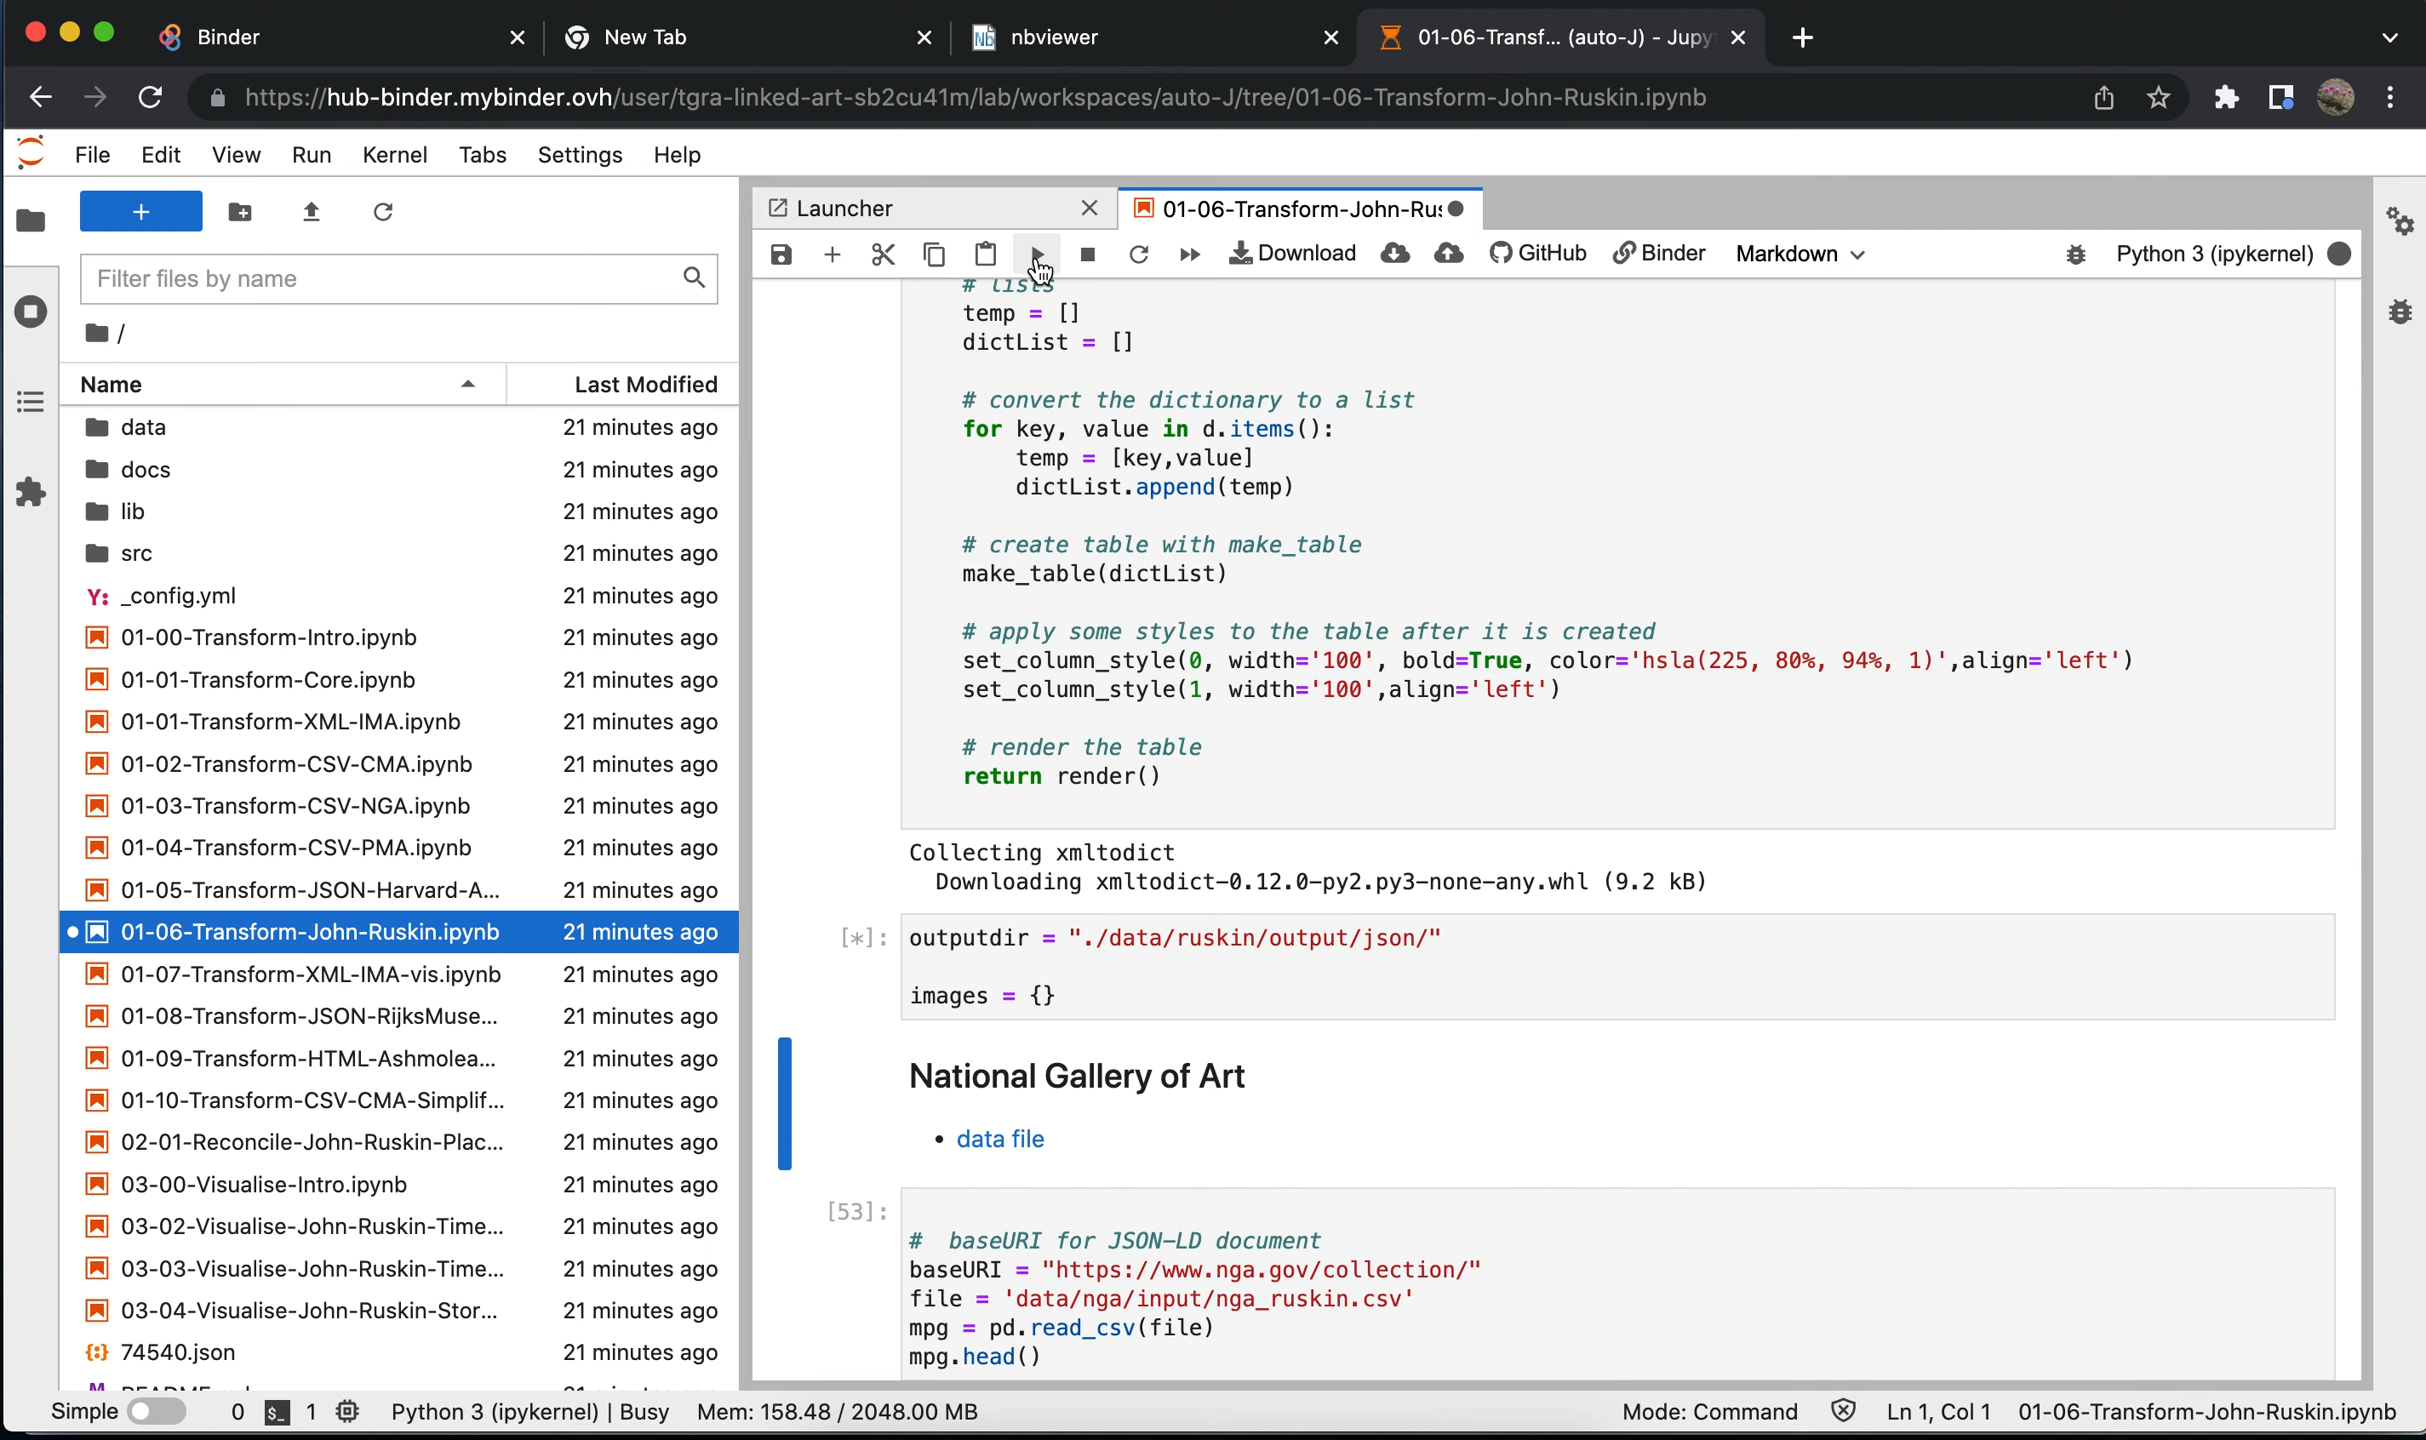 Binder
New Tab
nbviewer
01-06-Transf... (auto-J) - Jupy
https://hub-binder.mybinder.ovh/user/tgra-linked-art-sb2cu41m/lab/workspaces/auto-J/tree/01-06-Transform-John-Ruskin.ipynb
File Edit View Run Kernel Tabs Settings Help
Filter files by name
/
Name Last Modified
data 21 minutes ago
docs 21 minutes ago
lib 21 minutes ago
src 21 minutes ago
Y: _config.yml 21 minutes ago
01-00-Transform-Intro.ipynb 21 minutes ago
01-01-Transform-Core.ipynb 21 minutes ago
01-01-Transform-XML-IMA.ipynb 21 minutes ago
01-02-Transform-CSV-CMA.ipynb 21 minutes ago
01-03-Transform-CSV-NGA.ipynb 21 minutes ago
01-04-Transform-CSV-PMA.ipynb 21 minutes ago
01-05-Transform-JSON-Harvard-A... 21 minutes ago
01-06-Transform-John-Ruskin.ipynb 21 minutes ago
01-07-Transform-XML-IMA-vis.ipynb 21 minutes ago
01-08-Transform-JSON-RijksMuse... 21 minutes ago
01-09-Transform-HTML-Ashmolea... 21 minutes ago
01-10-Transform-CSV-CMA-Simplif... 21 minutes ago
02-01-Reconcile-John-Ruskin-Plac... 21 minutes ago
03-00-Visualise-Intro.ipynb 21 minutes ago
03-02-Visualise-John-Ruskin-Time... 21 minutes ago
03-03-Visualise-John-Ruskin-Time... 21 minutes ago
03-04-Visualise-John-Ruskin-Stor... 21 minutes ago
{:} 74540.json 21 minutes ago
Launcher
01-06-Transform-John-Rus
Download GitHub Binder Markdown Python 3 (ipykernel)
# lists
temp = []
dictList = []
# convert the dictionary to a list
for key, value in d.items():
temp = [key,value]
dictList.append(temp)
# create table with make_table
make_table(dictList)
# apply some styles to the table after it is created
set_column_style(0, width='100', bold=True, color='hsla(225, 80%, 94%, 1)',align='left')
set_column_style(1, width='100',align='left')
# render the table
return render()
Collecting xmltodict
Downloading xmltodict-0.12.0-py2.py3-none-any.whl (9.2 kB)
[*]: outputdir = "./data/ruskin/output/json/"
images = {}
National Gallery of Art
• data file
[53]:
# baseURI for JSON-LD document
baseURI = "https://www.nga.gov/collection/"
file = 'data/nga/input/nga_ruskin.csv'
mpg = pd.read_csv(file)
mpg.head()
Simple 0 $_ 1 Python 3 (ipykernel) | Busy Mem: 158.48 / 2048.00 MB
Mode: Command Ln 1, Col 1 01-06-Transform-John-Ruskin.ipynb